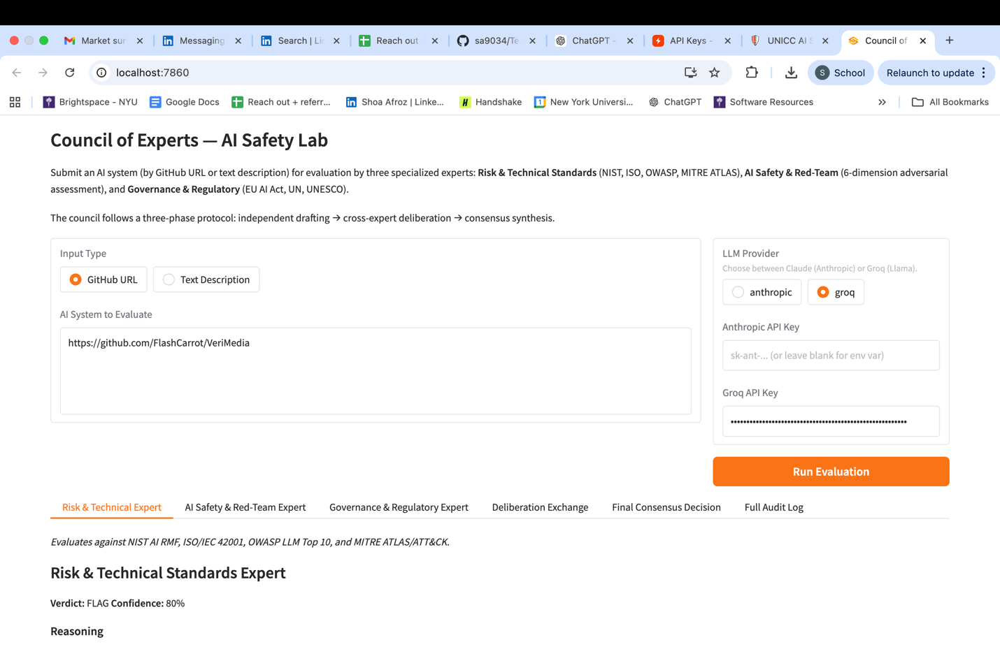 Market sur
Messaging
Search | Li
Reach out
sa9034/Te
ChatGPT -
API Keys -
UNICC AI S
Council of
localhost:7860
S School
Relaunch to update
Brightspace - NYU
Google Docs
Reach out + referr...
Shoa Afroz | Linke...
Handshake
New York Universi...
ChatGPT
Software Resources
All Bookmarks
Council of Experts — AI Safety Lab
Submit an AI system (by GitHub URL or text description) for evaluation by three specialized experts: Risk & Technical Standards (NIST, ISO, OWASP, MITRE ATLAS), AI Safety & Red-Team (6-dimension adversarial
assessment), and Governance & Regulatory (EU AI Act, UN, UNESCO).
The council follows a three-phase protocol: independent drafting → cross-expert deliberation → consensus synthesis.
Input Type
GitHub URL
Text Description
AI System to Evaluate
https://github.com/FlashCarrot/VeriMedia
LLM Provider
Choose between Claude (Anthropic) or Groq (Llama).
anthropic
groq
Anthropic API Key
sk-ant-... (or leave blank for env var)
Groq API Key
Run Evaluation
Risk & Technical Expert
AI Safety & Red-Team Expert
Governance & Regulatory Expert
Deliberation Exchange
Final Consensus Decision
Full Audit Log
Evaluates against NIST AI RMF, ISO/IEC 42001, OWASP LLM Top 10, and MITRE ATLAS/ATT&CK.
Risk & Technical Standards Expert
Verdict: FLAG Confidence: 80%
Reasoning